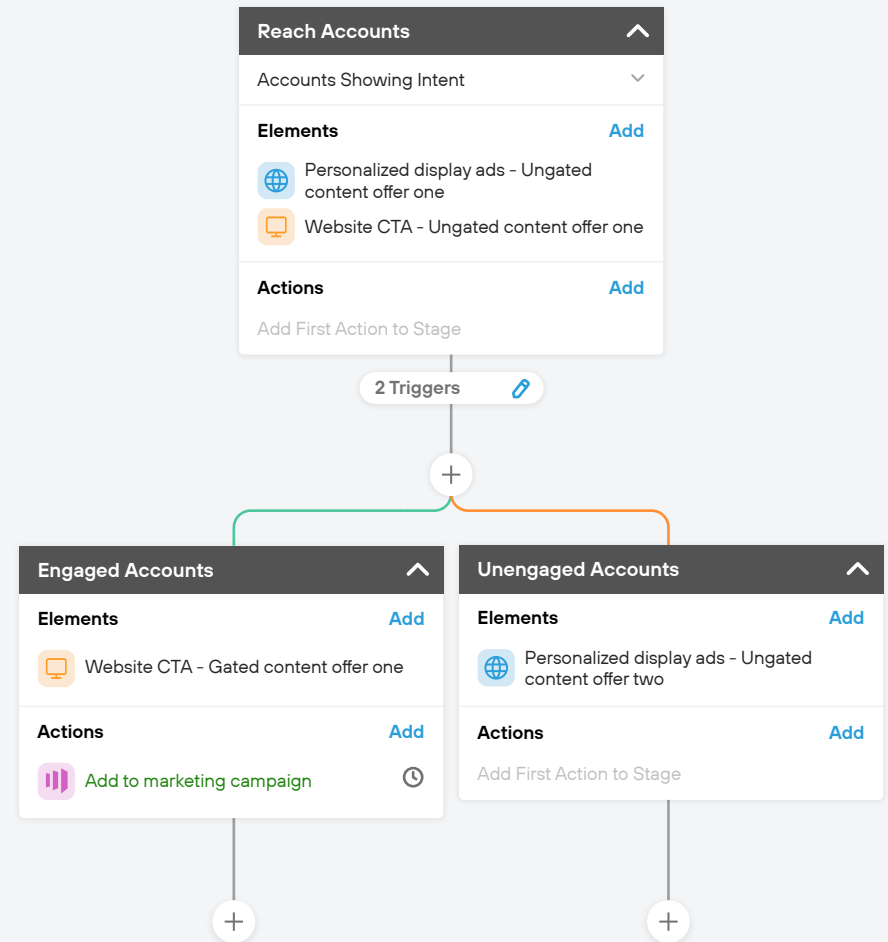 Reach Accounts
Accounts Showing Intent
Elements
Add
Personalized display ads - Ungated
content offer one
Website CTA - Ungated content offer one
Actions
Add
Add First Action to Stage
2 Triggers
Engaged Accounts
Elements
Add
Website CTA - Gated content offer one
Actions
Add
Add to marketing campaign
Unengaged Accounts
Elements
Add
Personalized display ads - Ungated
content offer two
Actions
Add
Add First Action to Stage